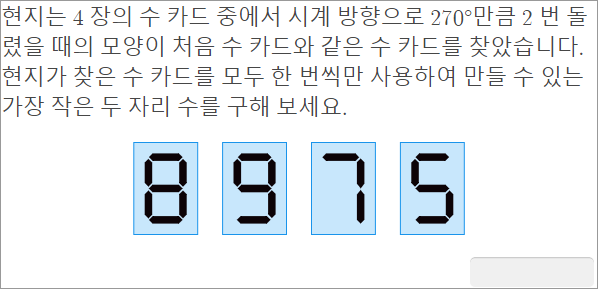 현지는 4 장의 수 카드 중에서 시계 방향으로 270°만큼 2 번 돌
렸을 때의 모양이 처음 수 카드와 같은 수 카드를 찾았습니다.
현지가 찾은 수 카드를 모두 한 번씩만 사용하여 만들 수 있는
가장 작은 두 자리 수를 구해 보세요.
8 9 7 5